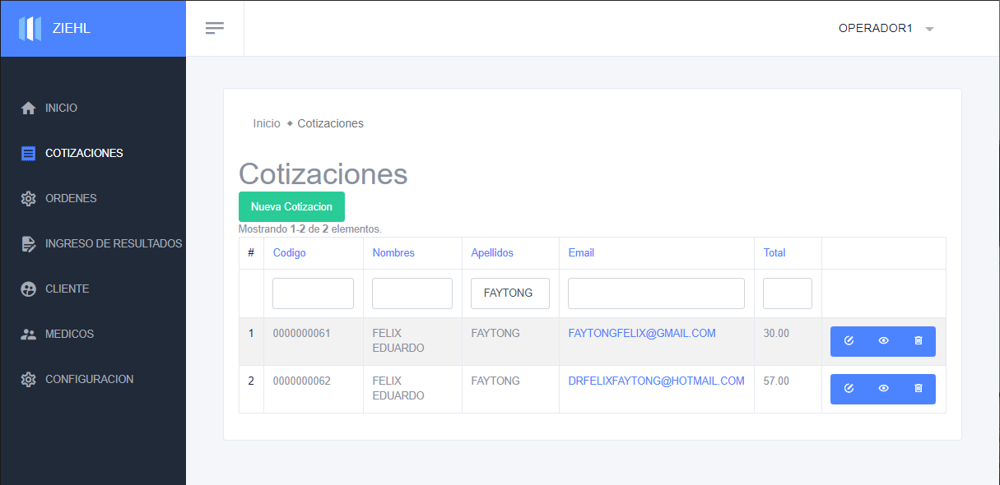 ZIEHL
OPERADOR1
INICIO
COTIZACIONES
ORDENES
INGRESO DE RESULTADOS
CLIENTE
MEDICOS
CONFIGURACION
Inicio ◆ Cotizaciones
Cotizaciones
Nueva Cotizacion
Mostrando 1-2 de 2 elementos.
# Codigo Nombres Apellidos Email Total
FAYTONG
1 0000000061 FELIX EDUARDO FAYTONG FAYTONGFELIX@GMAIL.COM 30.00
2 0000000062 FELIX EDUARDO FAYTONG DRFELIXFAYTONG@HOTMAIL.COM 57.00